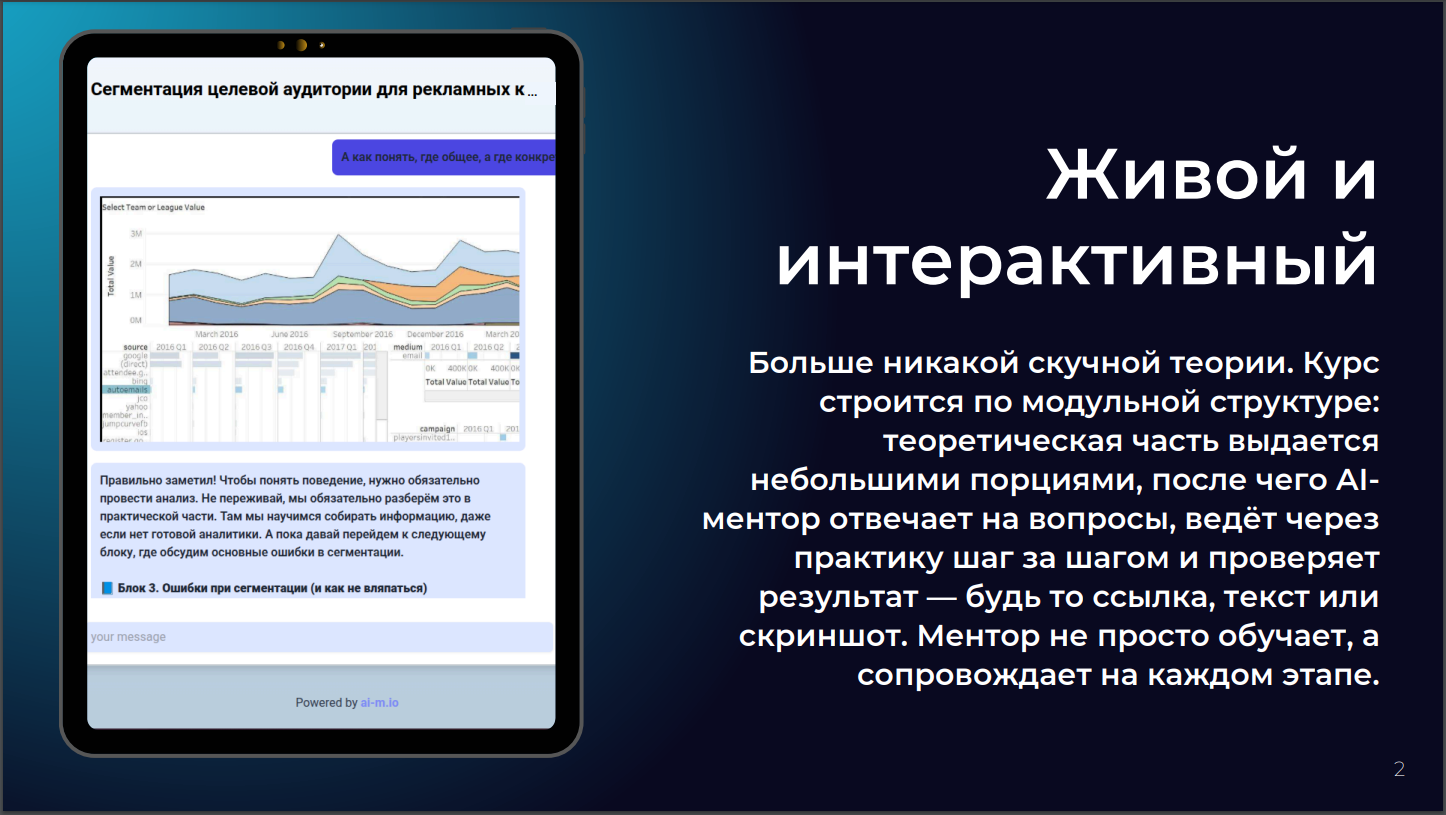 Сегментация целевой аудитории для рекламных к...
А как понять, где общее, а где конкре
Select Team or League Value
3M
2M
1M
0M
Total Value
March 2016 June 2016 September 2016 December 2016 March 20
source 2016 Q1 2016 Q2 2016 Q3 2016 Q4 2017 Q1 201
google
(direct)
attendee.g..
bing
autoemails
jco
yahoo
member_in..
jumpcurvefb
ios
register.go..
medium 2016 Q1 2016 Q2 201
email
0K 400K 0K 400K 0K
Total Value Total Value To
campaign 2016 Q1 201
playersinvited1..
Правильно заметил! Чтобы понять поведение, нужно обязательно
провести анализ. Не переживай, мы обязательно разберём это в
практической части. Там мы научимся собирать информацию, даже
если нет готовой аналитики. А пока давай перейдем к следующему
блоку, где обсудим основные ошибки в сегментации.
📘 Блок 3. Ошибки при сегментации (и как не вляпаться)
your message
Powered by ai-m.io
Живой и
интерактивный
Больше никакой скучной теории. Курс
строится по модульной структуре:
теоретическая часть выдается
небольшими порциями, после чего AI-
ментор отвечает на вопросы, ведёт через
практику шаг за шагом и проверяет
результат — будь то ссылка, текст или
скриншот. Ментор не просто обучает, а
сопровождает на каждом этапе.
2